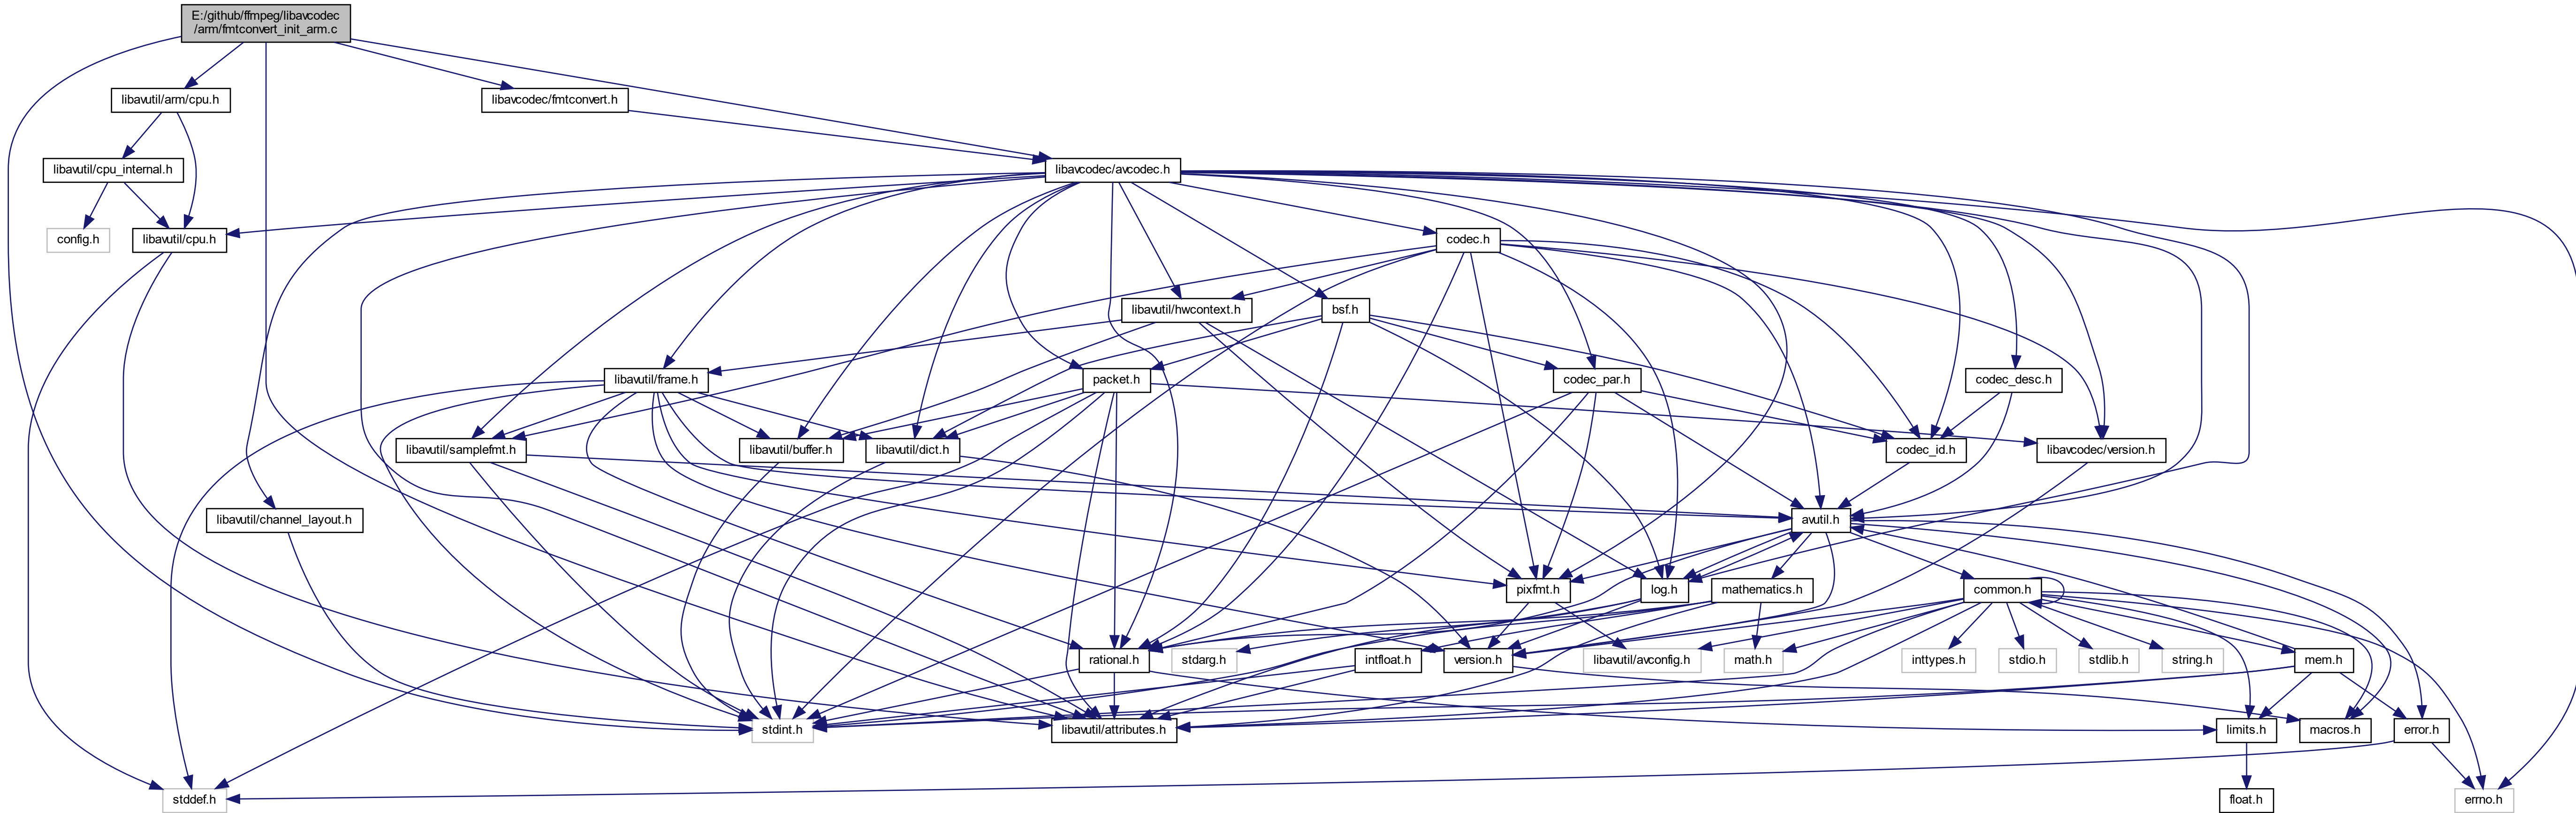 E:/github/ffmpeg/libavcodec
/arm/fmtconvert_init_arm.c
libavutil/arm/cpu.h
libavcodec/fmtconvert.h
libavutil/cpu_internal.h
libavcodec/avcodec.h
config.h
libavutil/cpu.h
codec.h
libavutil/hwcontext.h
bsf.h
libavutil/frame.h
packet.h
codec_par.h
codec_desc.h
libavutil/samplefmt.h
libavutil/buffer.h
libavutil/dict.h
codec_id.h
libavcodec/version.h
libavutil/channel_layout.h
avutil.h
pixfmt.h
log.h
mathematics.h
common.h
rational.h
stdarg.h
intfloat.h
version.h
libavutil/avconfig.h
math.h
inttypes.h
stdio.h
stdlib.h
string.h
mem.h
stdint.h
libavutil/attributes.h
limits.h
macros.h
error.h
stddef.h
float.h
errno.h